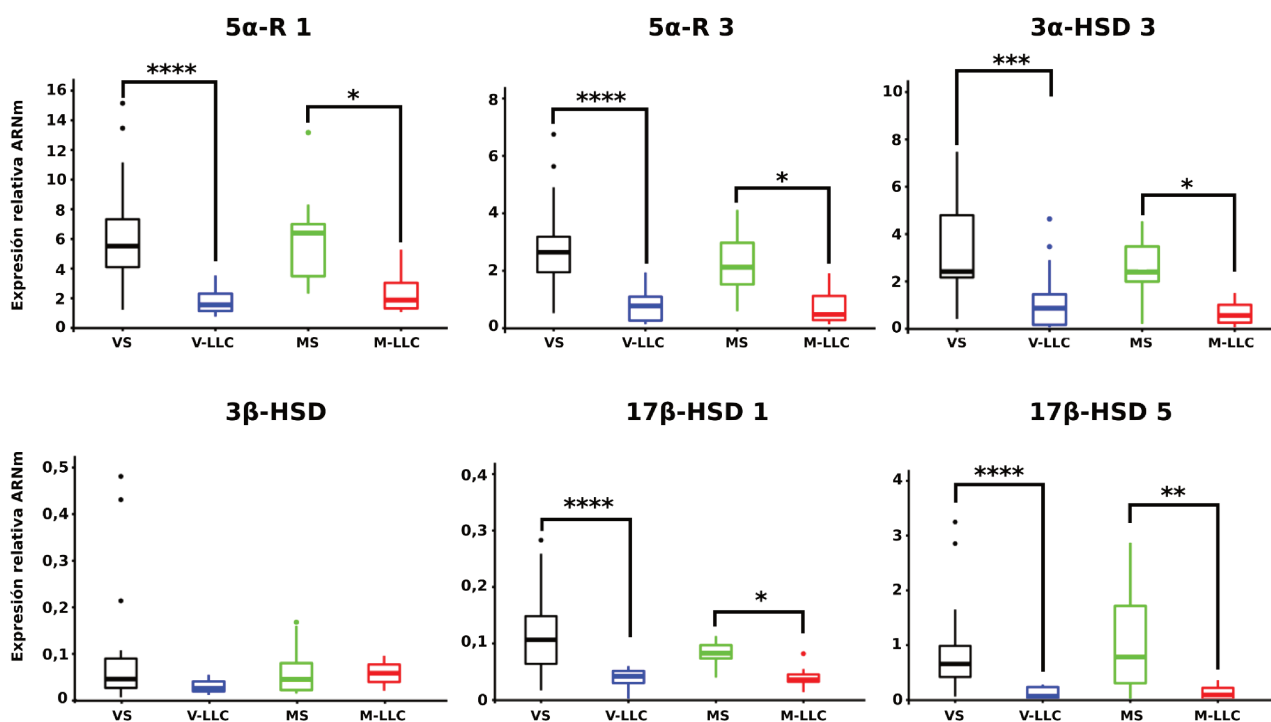 5α-R 1
5α-R 3
3α-HSD 3
Expresión relativa ARNm
16
14
12
10
8
6
4
2
0
****
*
VS
V-LLC
MS
M-LLC
8
6
4
2
0
****
*
VS
V-LLC
MS
M-LLC
10
8
6
4
2
0
***
*
VS
V-LLC
MS
M-LLC
3β-HSD
17β-HSD 1
17β-HSD 5
Expresión relativa ARNm
0,5
0,4
0,3
0,2
0,1
0
VS
V-LLC
MS
M-LLC
0,4
0,3
0,2
0,1
0
****
*
VS
V-LLC
MS
M-LLC
4
3
2
1
0
****
**
VS
V-LLC
MS
M-LLC